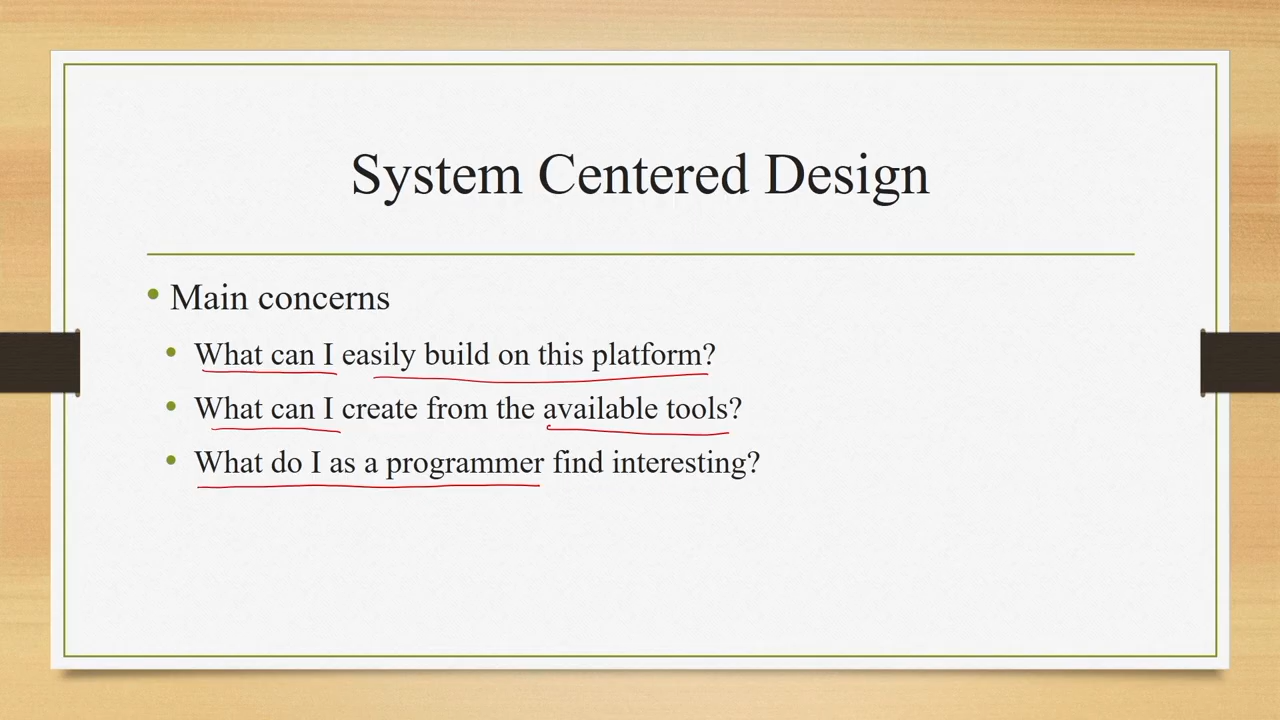 System Centered Design
Main concerns
What can I easily build on this platform?
What can I create from the available tools?
What do I as a programmer find interesting?